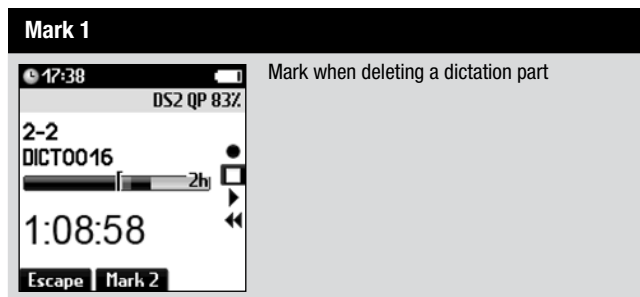 Mark 1
17:38
DS2 QP 83%
2-2
DICT0016
2h
1:08:58
Escape Mark 2
Mark when deleting a dictation part